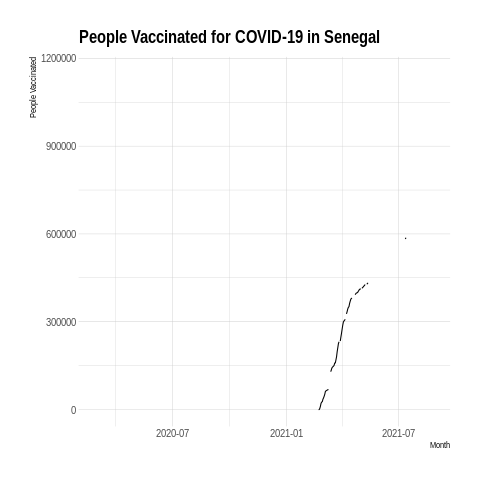 People Vaccinated for COVID-19 in Senegal
People Vaccinated
1200000
900000
600000
300000
0
2020-07
2021-01
2021-07
Month